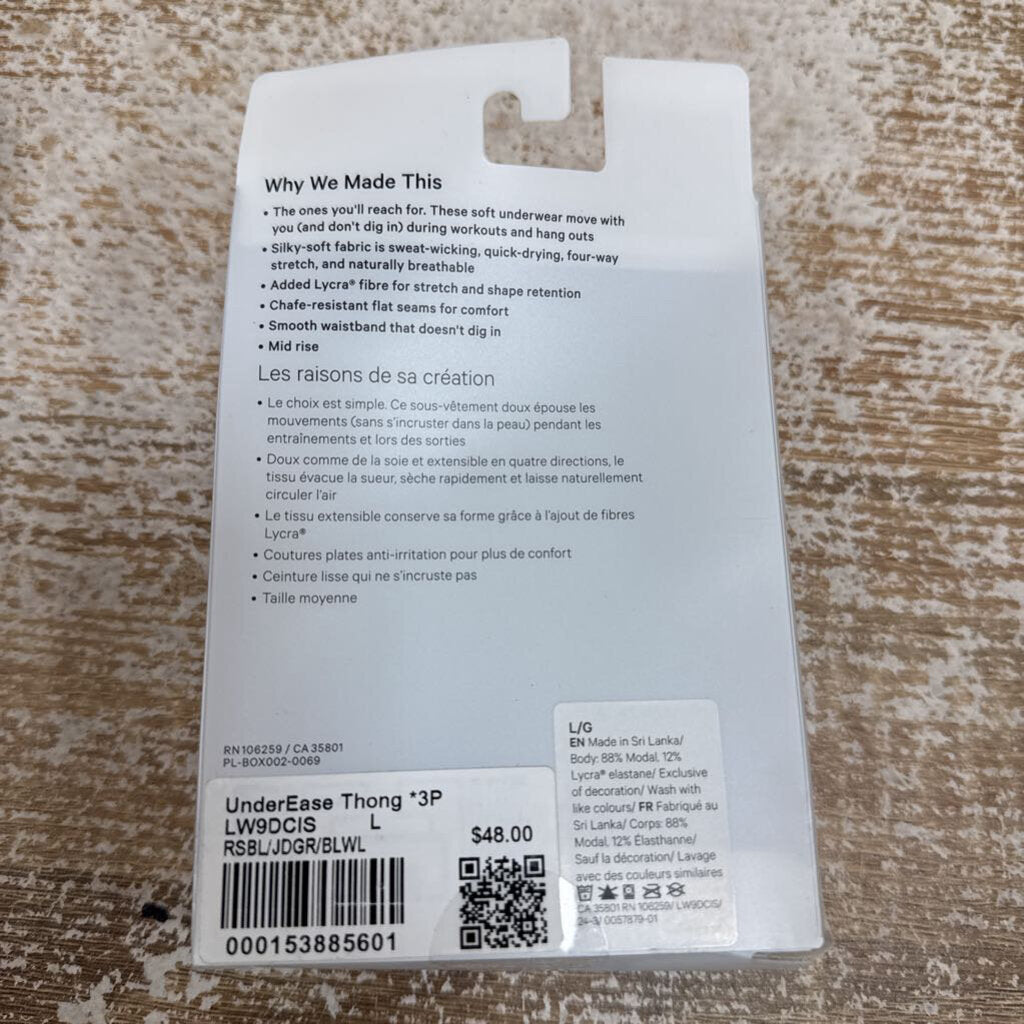 Why We Made This
• The ones you'll reach for. These soft underwear move with
you (and don't dig in) during workouts and hang outs
• Silky-soft fabric is sweat-wicking, quick-drying, four-way
stretch, and naturally breathable
• Added Lycra® fibre for stretch and shape retention
• Chafe-resistant flat seams for comfort
• Smooth waistband that doesn't dig in
• Mid rise
Les raisons de sa création
• Le choix est simple. Ce sous-vêtement doux épouse les
mouvements (sans s'incruster dans la peau) pendant les
entraînements et lors des sorties
• Doux comme de la soie et extensible en quatre directions, le
tissu évacue la sueur, sèche rapidement et laisse naturellement
circuler l'air
• Le tissu extensible conserve sa forme grâce à l'ajout de fibres
Lycra®
• Coutures plates anti-irritation pour plus de confort
• Ceinture lisse qui ne s'incruste pas
• Taille moyenne
RN106259 / CA35801
PL-BOX002-0069
UnderEase Thong *3P
LW9DCIS L
RSBL/JDGR/BLWL
$48.00
000153885601
L/G
EN Made in Sri Lanka/
Body: 88% Modal, 12%
Lycra® elastane/ Exclusive
of decoration/ Wash with
like colours/ FR Fabriqué au
Sri Lanka/ Corps: 88%
Modal, 12% Élasthanne/
Sauf la décoration/ Lavage
avec des couleurs similaires
CA 35801 RN 106259/ LW9DCIS/
24-3/ 0057879-01